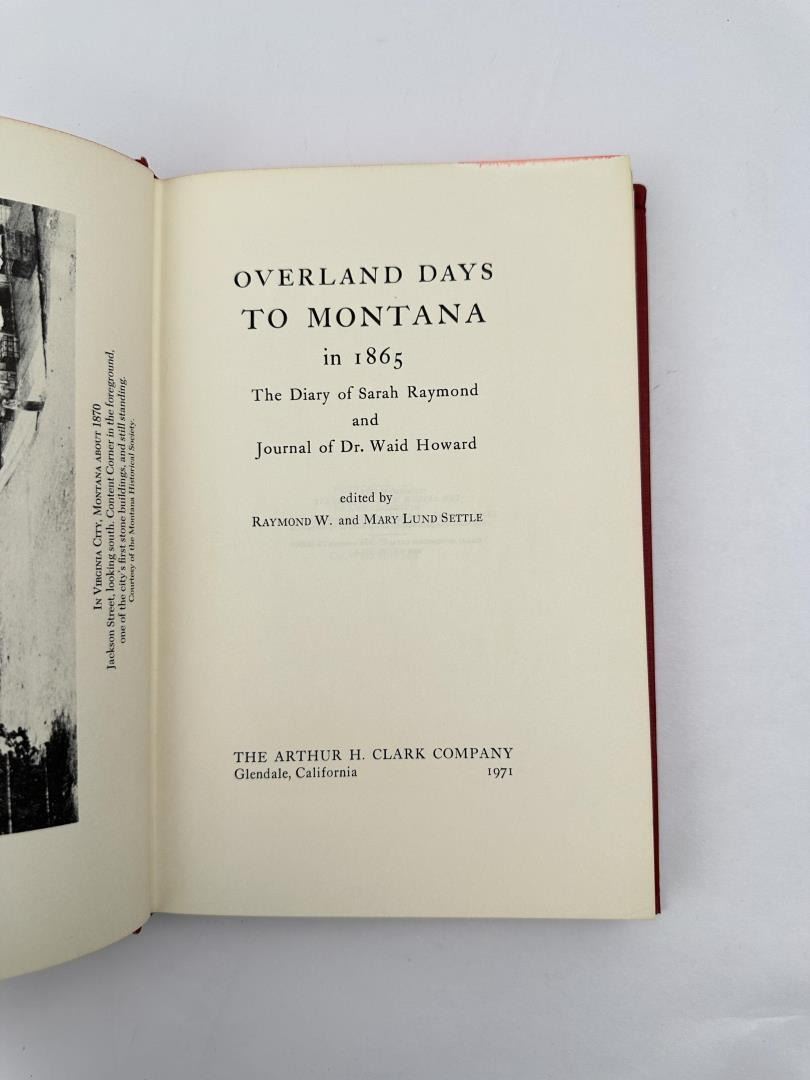 IN VIRGINIA CITY, MONTANA ABOUT 1870
Jackson Street, looking south. Content Corner in the foreground,
one of the city's first stone buildings, and still standing.
Courtesy of the Montana Historical Society.
OVERLAND DAYS
TO MONTANA
in 1865
The Diary of Sarah Raymond
and
Journal of Dr. Waid Howard
edited by
RAYMOND W. and MARY LUND SETTLE
THE ARTHUR H. CLARK COMPANY
Glendale, California 1971